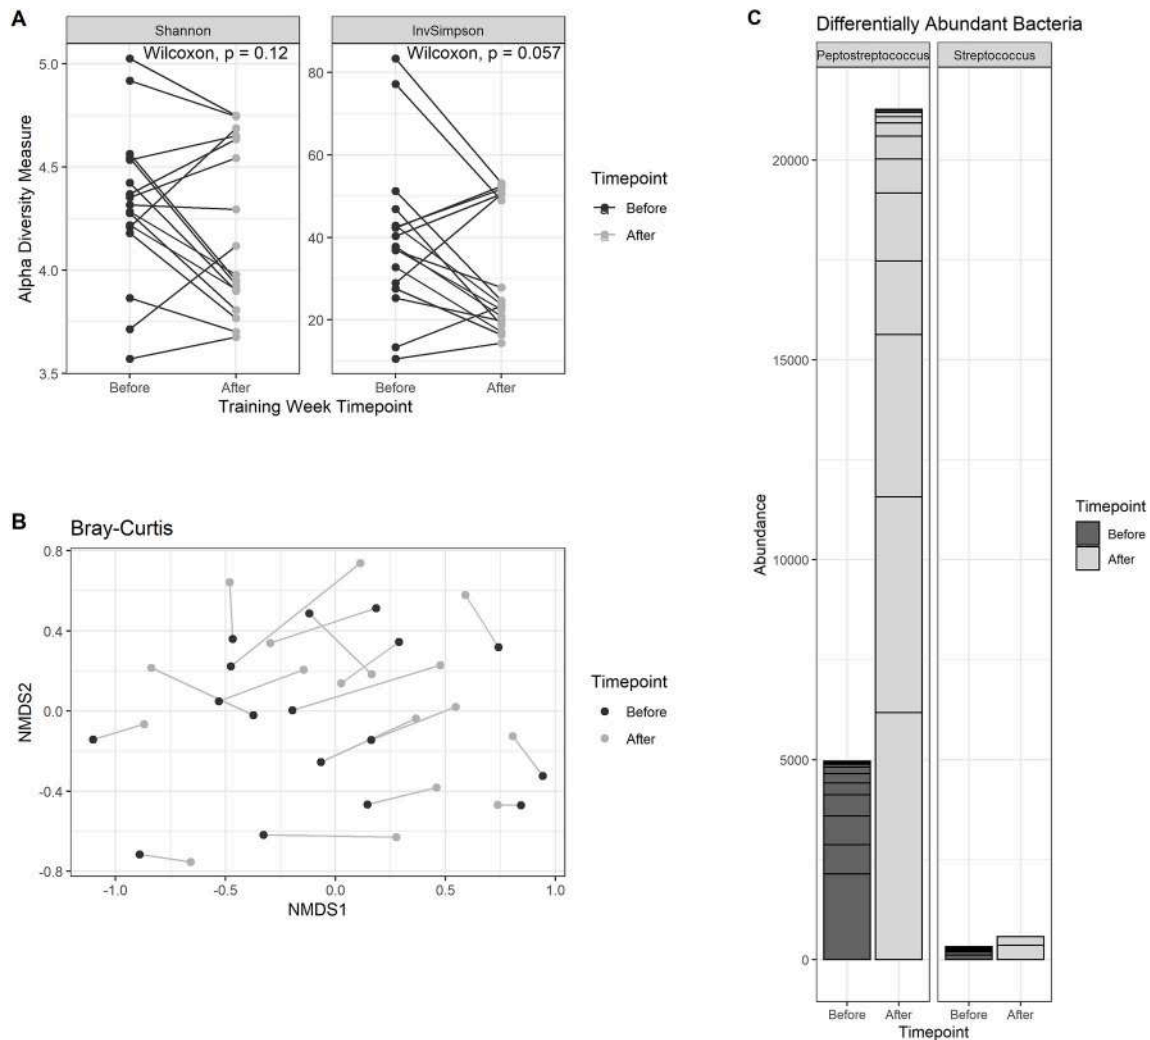 A
Shannon
InvSimpson
Wilcoxon, p = 0.12
Wilcoxon, p = 0.057
5.0
4.5
4.0
3.5
80
60
40
20
Alpha Diversity Measure
Before
After
Before
After
Training Week Timepoint
Timepoint
Before
After
B
Bray-Curtis
0.8
0.4
0.0
-0.4
-0.8
NMDS2
-1.0
-0.5
0.0
0.5
1.0
NMDS1
Timepoint
Before
After
C
Differentially Abundant Bacteria
Peptostreptococcus
Streptococcus
20000
15000
10000
5000
0
Abundance
Before
After
Before
After
Timepoint
Timepoint
Before
After